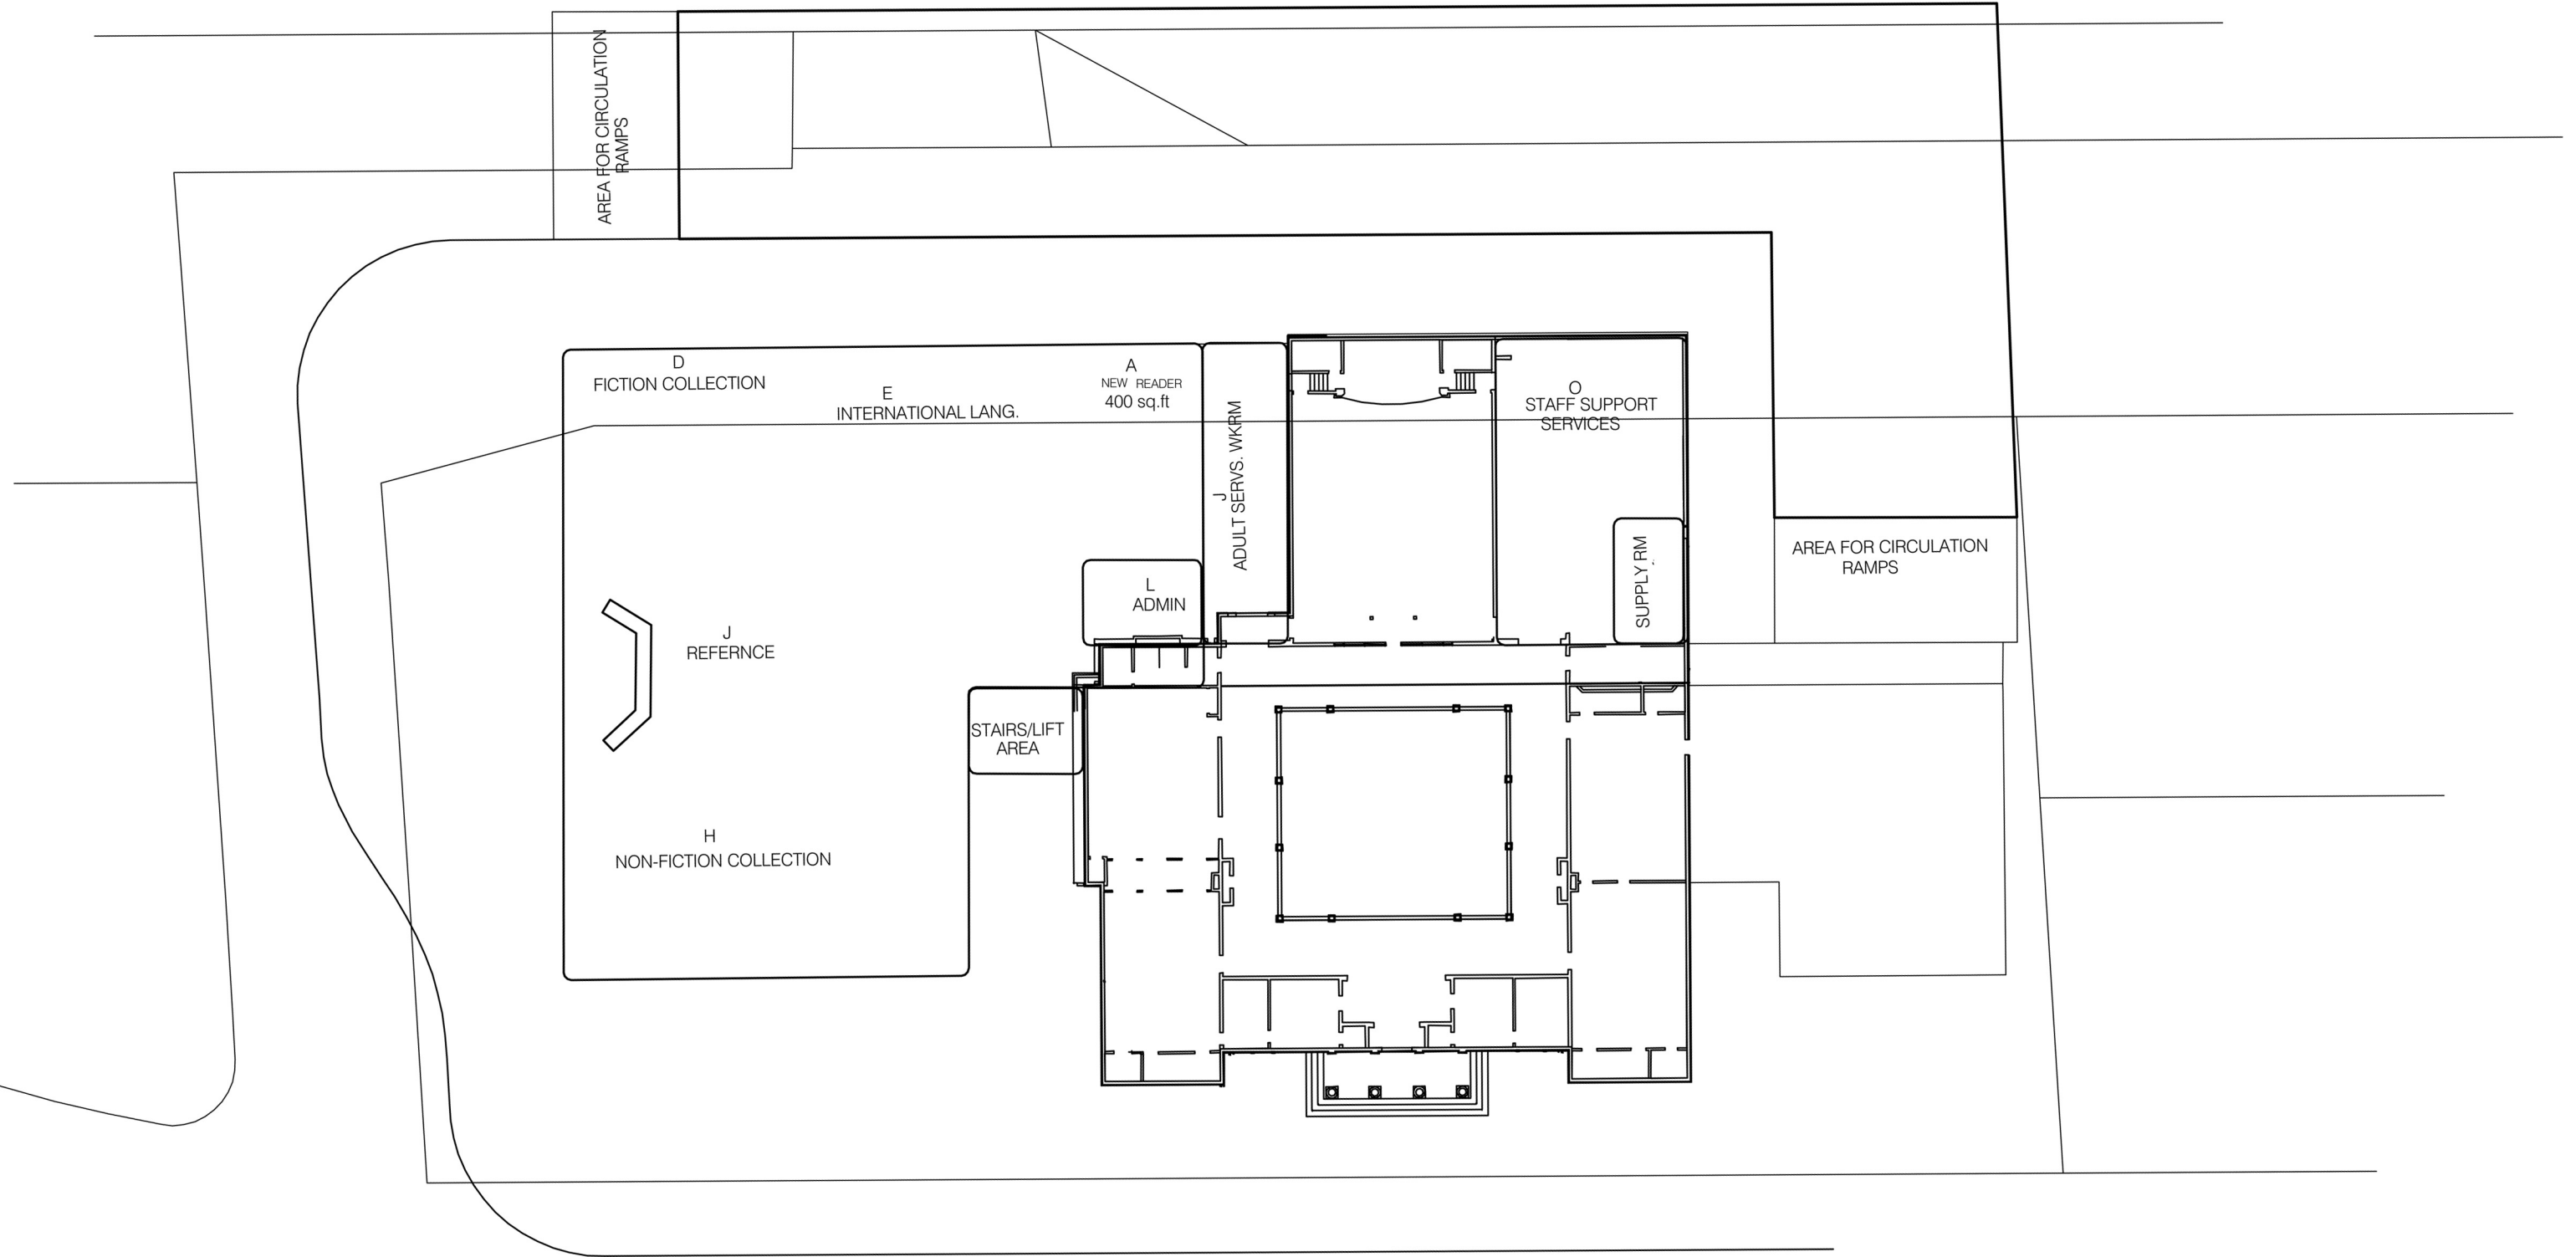 AREA FOR CIRCULATION
RAMPS
D
FICTION COLLECTION
E
INTERNATIONAL LANG.
A
NEW READER
400 sq.ft
J
ADULT SERVS. WKRM
O
STAFF SUPPORT
SERVICES
SUPPLY RM
AREA FOR CIRCULATION
RAMPS
L
ADMIN
J
REFERNCE
STAIRS/LIFT
AREA
H
NON-FICTION COLLECTION